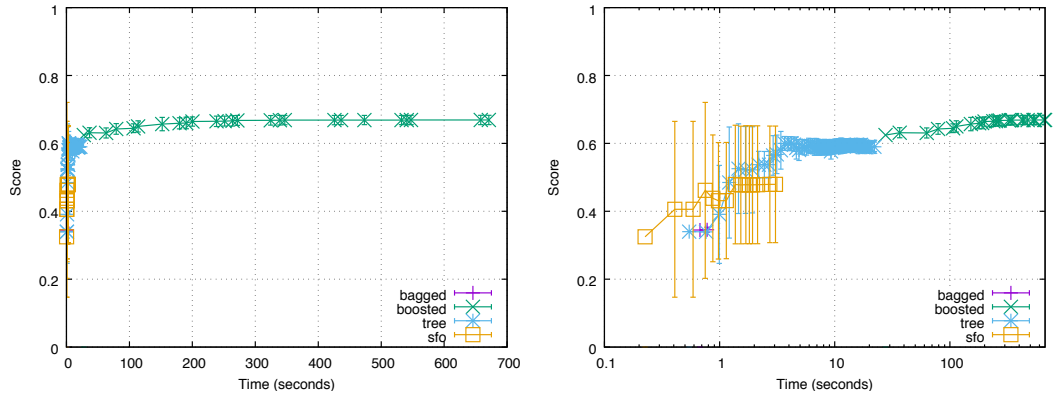 1
0.8
0.6
0.4
0.2
0
Score
0 100 200 300 400 500 600 700
Time (seconds)
bagged
boosted
tree
sfo
1
0.8
0.6
0.4
0.2
0
Score
0.1 1 10 100
Time (seconds)
bagged
boosted
tree
sfo